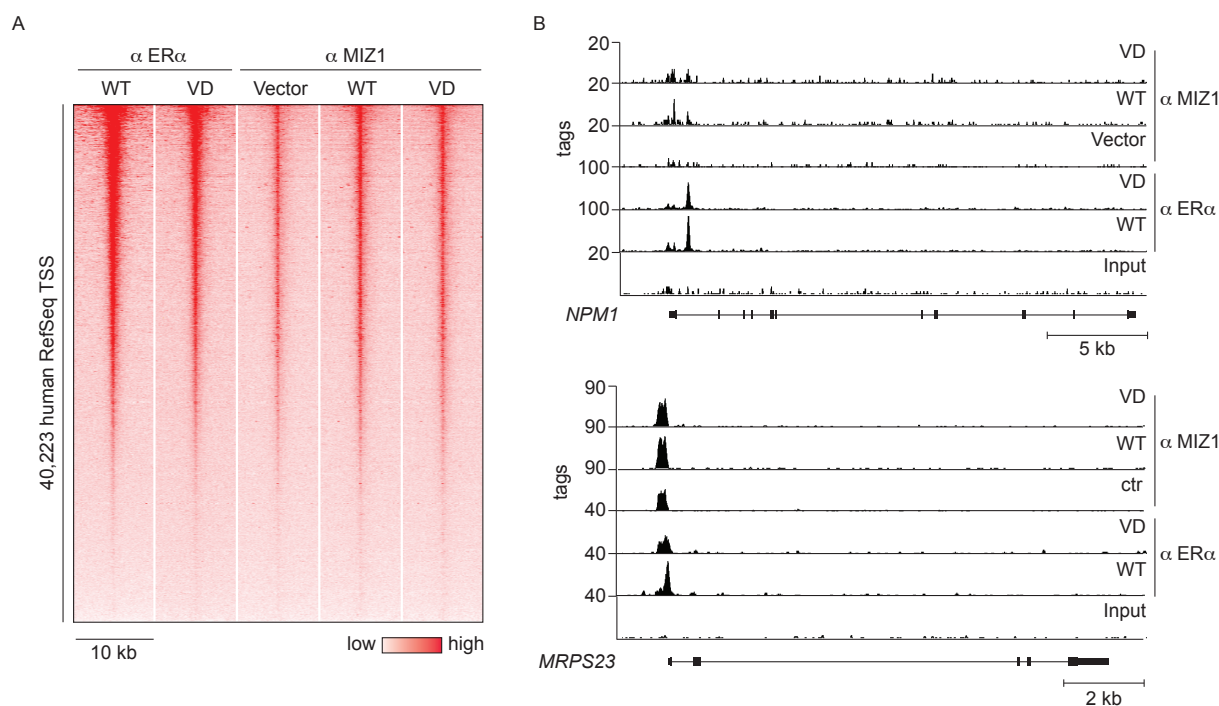 A
α ERα
α MIZ1
WT
VD
Vector
WT
VD
40,223 human RefSeq TSS
10 kb
low
high
B
20
VD
20
WT
α MIZ1
20
Vector
tags
100
VD
100
WT
α ERα
20
Input
NPM1
5 kb
90
VD
90
WT
α MIZ1
90
ctr
tags
40
VD
40
WT
α ERα
40
Input
MRPS23
2 kb